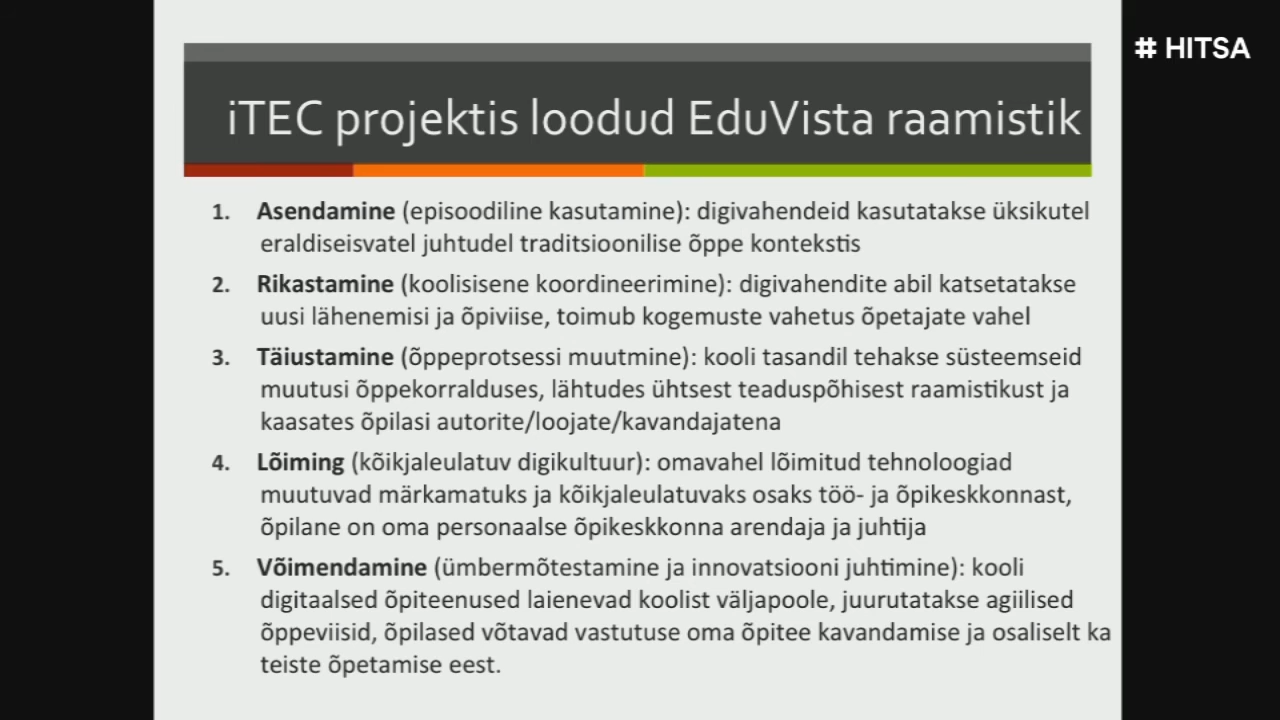 # HITSA
iTEC projektis loodud EduVista raamistik
1. Asendamine (episoodiline kasutamine): digivahendeid kasutatakse üksikutel
eraldiseisvatel juhtudel traditsioonilise õppe kontekstis
2. Rikastamine (koolisisene koordineerimine): digivahendite abil katsetatakse
uusi lähenemisi ja õpiviise, toimub kogemuste vahetus õpetajate vahel
3. Täiustamine (õppeprotsessi muutmine): kooli tasandil tehakse süsteemseid
muutusi õppekorralduses, lähtudes ühtsest teaduspõhisest raamistikust ja
kaasates õpilasi autorite/loojate/kavandajatena
4. Lõiming (kõikjaleulatuv digikultuur): omavahel lõimitud tehnoloogiad
muutuvad märkamatuks ja kõikjaleulatuvaks osaks töö- ja õpikeskkonnast,
õpilane on oma personaalse õpikeskkonna arendaja ja juhtija
5. Võimendamine (ümbermõtestamine ja innovatsiooni juhtimine): kooli
digitaalsed õpiteenused laienevad koolist väljapoole, juurutatakse agiilised
õppeviisid, õpilased võtavad vastutuse oma õpitee kavandamise ja osaliselt ka
teiste õpetamise eest.